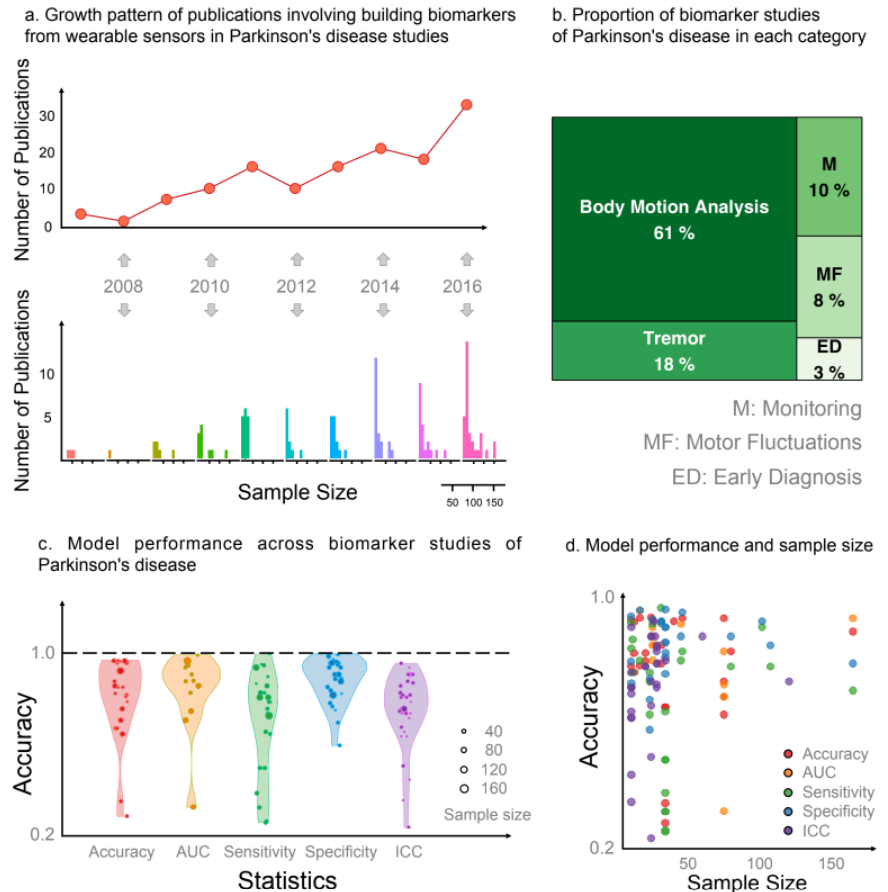 a. Growth pattern of publications involving building biomarkers
from wearable sensors in Parkinson's disease studies
Number of Publications
30
20
10
0
2008
2010
2012
2014
2016
Number of Publications
10
5
Sample Size
50 100 150
b. Proportion of biomarker studies
of Parkinson's disease in each category
Body Motion Analysis
61 %
Tremor
18 %
M
10 %
MF
8 %
ED
3 %
M: Monitoring
MF: Motor Fluctuations
ED: Early Diagnosis
c. Model performance across biomarker studies of
Parkinson's disease
Accuracy
1.0
0.2
40
80
120
160
Sample size
Accuracy AUC Sensitivity Specificity ICC
Statistics
d. Model performance and sample size
Accuracy
1.0
0.2
Accuracy
AUC
Sensitivity
Specificity
ICC
50 100 150
Sample Size